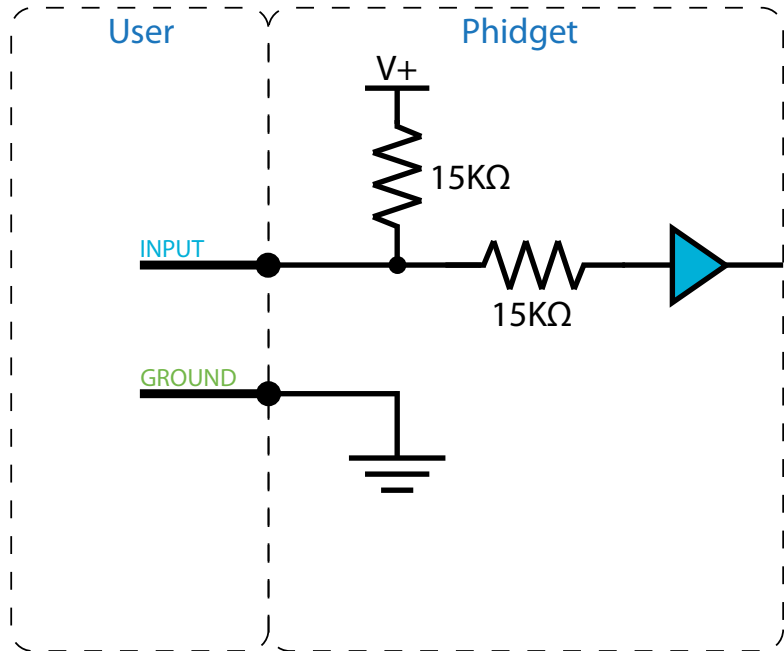 User
Phidget
V+
15KΩ
INPUT
15KΩ
GROUND